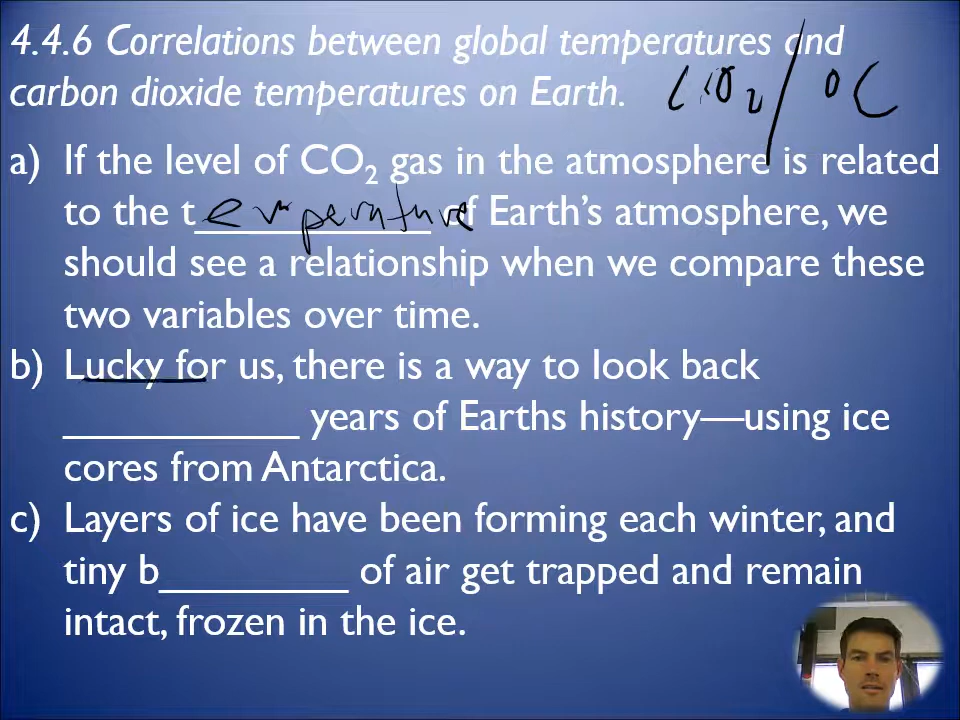 4.4.6 Correlations between global temperatures and
carbon dioxide temperatures on Earth.
CO2/°C
a) If the level of CO2 gas in the atmosphere is related
to the temperature of Earth's atmosphere, we
should see a relationship when we compare these
two variables over time.
b) Lucky for us, there is a way to look back
___________ years of Earths history—using ice
cores from Antarctica.
c) Layers of ice have been forming each winter, and
tiny b_________ of air get trapped and remain
intact, frozen in the ice.